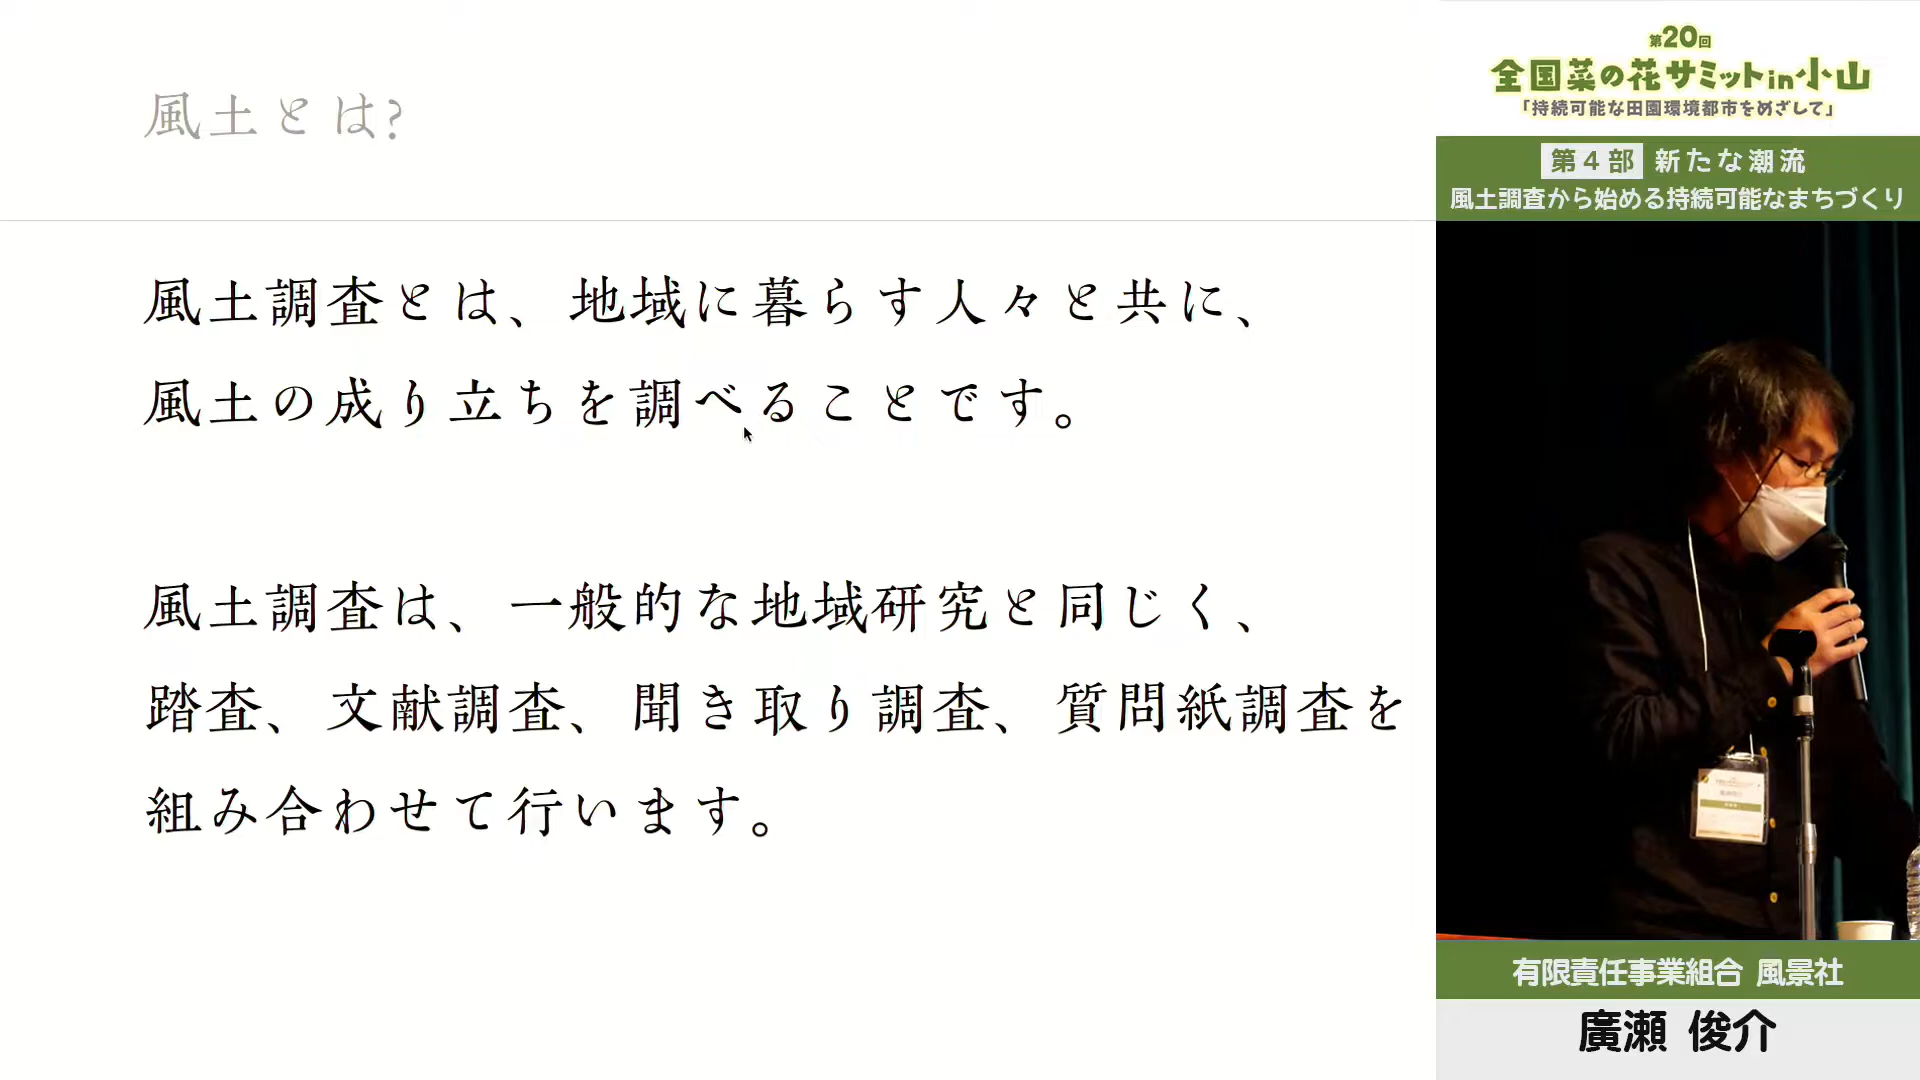 風土とは?
風土調査とは、地域に暮らす人々と共に、
風土の成り立ちを調べることです。
風土調査は、一般的な地域研究と同じく、
踏査、文献調査、聞き取り調査、質問紙調査を
組み合わせて行います。
第20回
全国菜の花サミットin小山
「持続可能な田園環境都市をめざして」
第4部 新たな潮流
風土調査から始める持続可能なまちづくり
有限責任事業組合 風景社
廣瀬 俊介